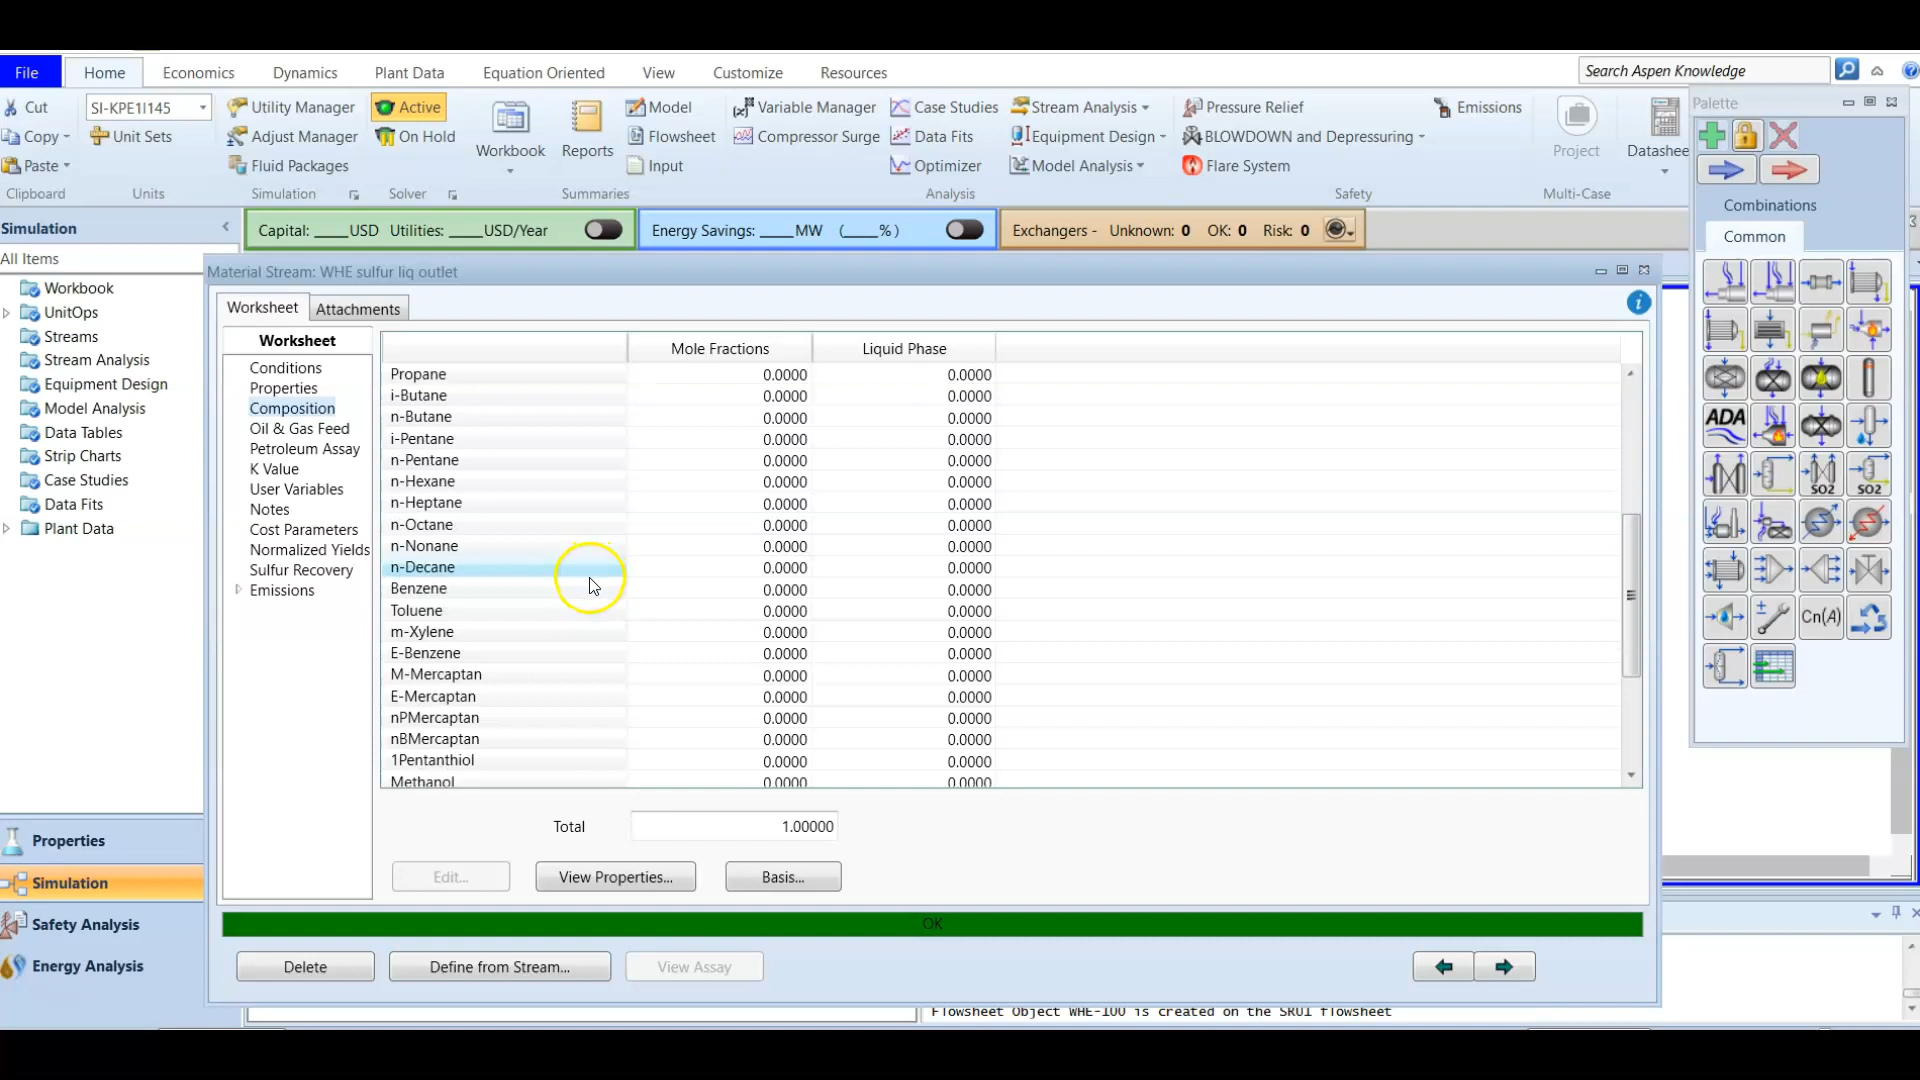 File Home Economics Dynamics Plant Data Equation Oriented View Customize Resources Search Aspen Knowledge
Cut SI-KPE1I145 Utility Manager Active Model Variable Manager Case Studies Stream Analysis Pressure Relief Emissions
Copy Unit Sets Adjust Manager On Hold Workbook Reports Flowsheet Compressor Surge Data Fits Equipment Design BLOWDOWN and Depressuring Project Datashee
Paste Fluid Packages Input Optimizer Model Analysis Flare System
Clipboard Units Simulation Solver Summaries Analysis Safety Multi-Case
Palette
Combinations
Common
ADA
SO2 SO2
Cn(A)
Simulation
Capital: ____USD Utilities: ____USD/Year Energy Savings: ____MW (____%) Exchangers - Unknown: 0 OK: 0 Risk: 0
All Items
Workbook
UnitOps
Streams
Stream Analysis
Equipment Design
Model Analysis
Data Tables
Strip Charts
Case Studies
Data Fits
Plant Data
Properties
Simulation
Safety Analysis
Energy Analysis
Material Stream: WHE sulfur liq outlet
Worksheet Attachments
Worksheet
Conditions
Properties
Composition
Oil & Gas Feed
Petroleum Assay
K Value
User Variables
Notes
Cost Parameters
Normalized Yields
Sulfur Recovery
Emissions
Mole Fractions Liquid Phase
Propane 0.0000 0.0000
i-Butane 0.0000 0.0000
n-Butane 0.0000 0.0000
i-Pentane 0.0000 0.0000
n-Pentane 0.0000 0.0000
n-Hexane 0.0000 0.0000
n-Heptane 0.0000 0.0000
n-Octane 0.0000 0.0000
n-Nonane 0.0000 0.0000
n-Decane 0.0000 0.0000
Benzene 0.0000 0.0000
Toluene 0.0000 0.0000
m-Xylene 0.0000 0.0000
E-Benzene 0.0000 0.0000
M-Mercaptan 0.0000 0.0000
E-Mercaptan 0.0000 0.0000
nPMercaptan 0.0000 0.0000
nBMercaptan 0.0000 0.0000
1Pentanthiol 0.0000 0.0000
Methanol 0.0000 0.0000
Total 1.00000
Edit... View Properties... Basis...
OK
Delete Define from Stream... View Assay
Flowsheet Object WHE-100 is created on the SRU1 flowsheet